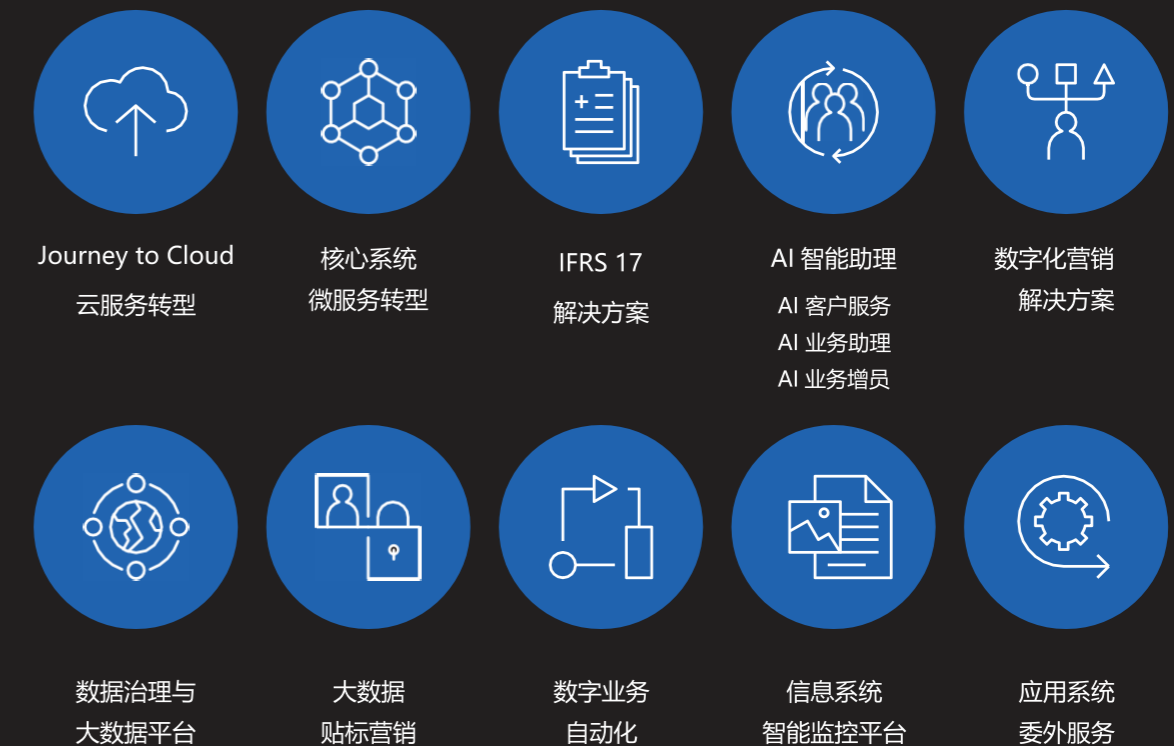 Journey to Cloud
云服务转型
核心系统
微服务转型
IFRS 17
解决方案
AI 智能助理
AI 客户服务
AI 业务助理
AI 业务增员
数字化营销
解决方案
数据治理与
大数据平台
大数据
贴标营销
数字业务
自动化
信息系统
智能监控平台
应用系统
委外服务